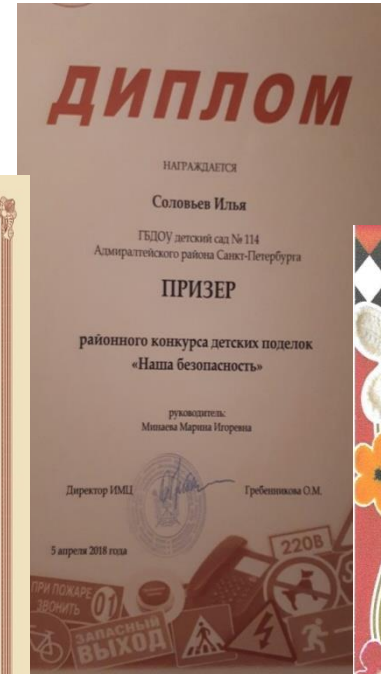 ДИПЛОМ
НАГРАЖДАЕТСЯ
Соловьев Илья
ГБДОУ детский сад № 114
Адмиралтейского района Санкт-Петербурга
ПРИЗЕР
районного конкурса детских поделок
«Наша безопасность»
руководитель:
Минаева Марина Игоревна
Директор ИМЦ
Гребенникова О.М.
5 апреля 2018 года
220В
ПРИ ПОЖАРЕ
ЗВОНИТЬ 01
ЗАПАСНЫЙ
ВЫХОД